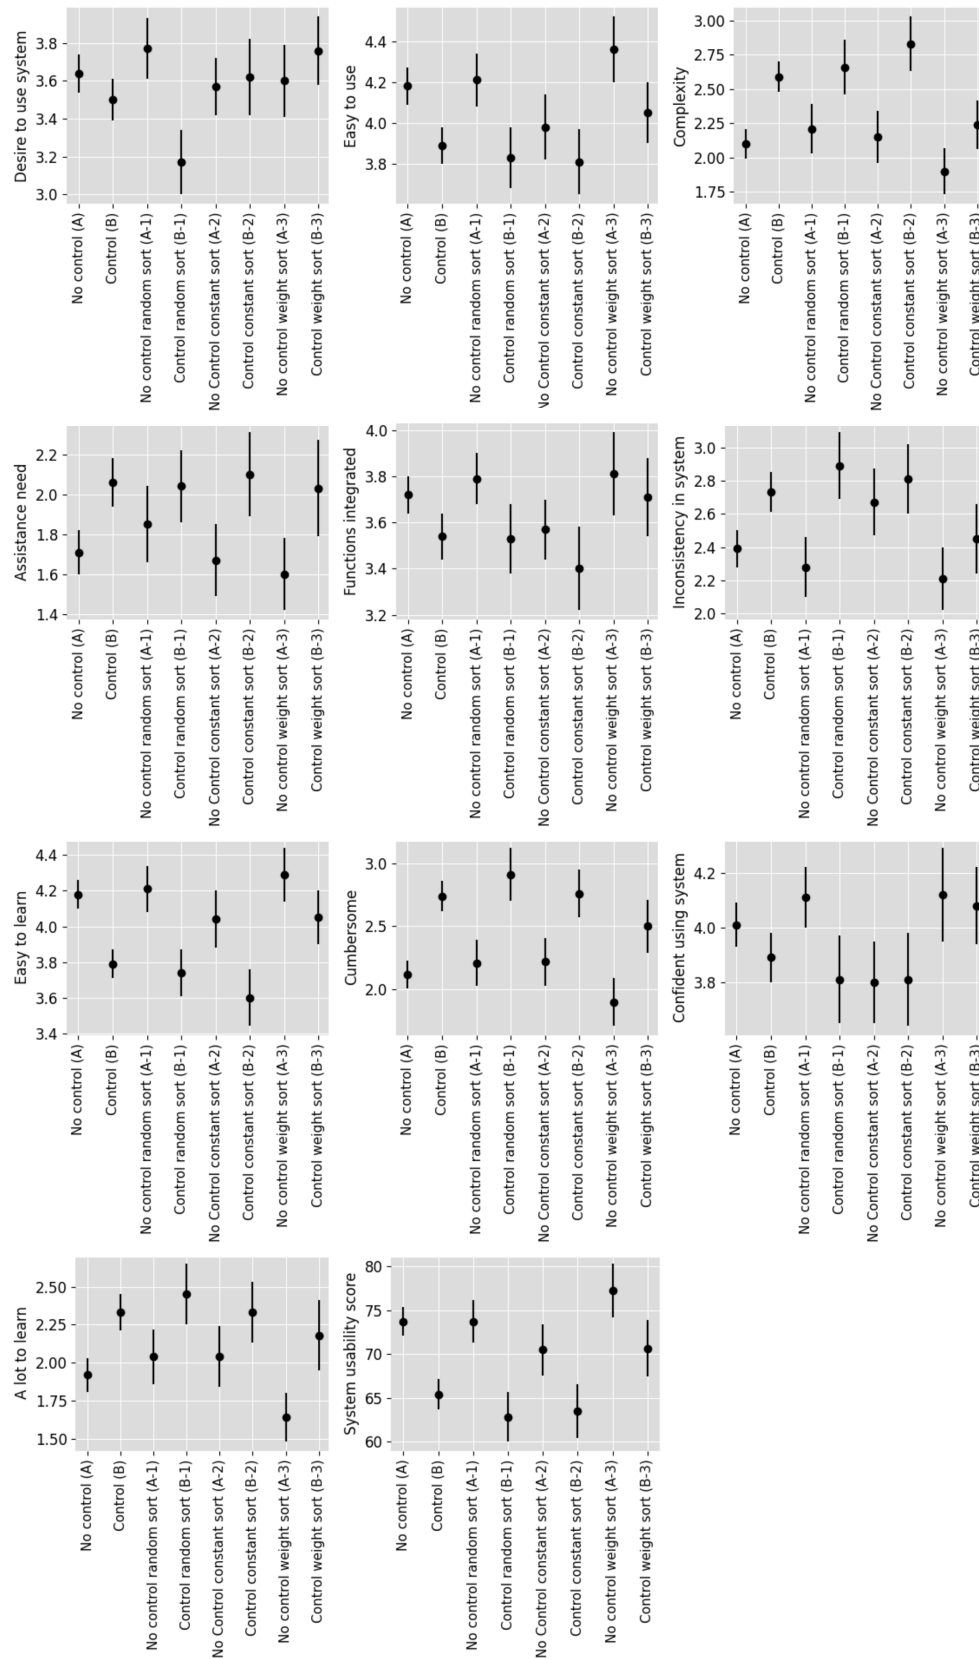 Desire to use system
3.8
3.6
3.4
3.2
3.0
No control (A)
Control (B)
No control random sort (A-1)
Control random sort (B-1)
No Control constant sort (A-2)
Control constant sort (B-2)
No control weight sort (A-3)
Control weight sort (B-3)
Easy to use
4.4
4.2
4.0
3.8
No control (A)
Control (B)
No control random sort (A-1)
Control random sort (B-1)
No Control constant sort (A-2)
Control constant sort (B-2)
No control weight sort (A-3)
Control weight sort (B-3)
Complexity
3.00
2.75
2.50
2.25
2.00
1.75
No control (A)
Control (B)
No control random sort (A-1)
Control random sort (B-1)
No Control constant sort (A-2)
Control constant sort (B-2)
No control weight sort (A-3)
Control weight sort (B-3)
Assistance need
2.2
2.0
1.8
1.6
1.4
No control (A)
Control (B)
No control random sort (A-1)
Control random sort (B-1)
No Control constant sort (A-2)
Control constant sort (B-2)
No control weight sort (A-3)
Control weight sort (B-3)
Functions integrated
4.0
3.8
3.6
3.4
3.2
No control (A)
Control (B)
No control random sort (A-1)
Control random sort (B-1)
No Control constant sort (A-2)
Control constant sort (B-2)
No control weight sort (A-3)
Control weight sort (B-3)
Inconsistency in system
3.0
2.8
2.6
2.4
2.2
2.0
No control (A)
Control (B)
No control random sort (A-1)
Control random sort (B-1)
No Control constant sort (A-2)
Control constant sort (B-2)
No control weight sort (A-3)
Control weight sort (B-3)
Easy to learn
4.4
4.2
4.0
3.8
3.6
3.4
No control (A)
Control (B)
No control random sort (A-1)
Control random sort (B-1)
No Control constant sort (A-2)
Control constant sort (B-2)
No control weight sort (A-3)
Control weight sort (B-3)
Cumbersome
3.0
2.5
2.0
No control (A)
Control (B)
No control random sort (A-1)
Control random sort (B-1)
No Control constant sort (A-2)
Control constant sort (B-2)
No control weight sort (A-3)
Control weight sort (B-3)
Confident using system
4.2
4.0
3.8
No control (A)
Control (B)
No control random sort (A-1)
Control random sort (B-1)
No Control constant sort (A-2)
Control constant sort (B-2)
No control weight sort (A-3)
Control weight sort (B-3)
A lot to learn
2.50
2.25
2.00
1.75
1.50
No control (A)
Control (B)
No control random sort (A-1)
Control random sort (B-1)
No Control constant sort (A-2)
Control constant sort (B-2)
No control weight sort (A-3)
Control weight sort (B-3)
System usability score
80
75
70
65
60
No control (A)
Control (B)
No control random sort (A-1)
Control random sort (B-1)
No Control constant sort (A-2)
Control constant sort (B-2)
No control weight sort (A-3)
Control weight sort (B-3)